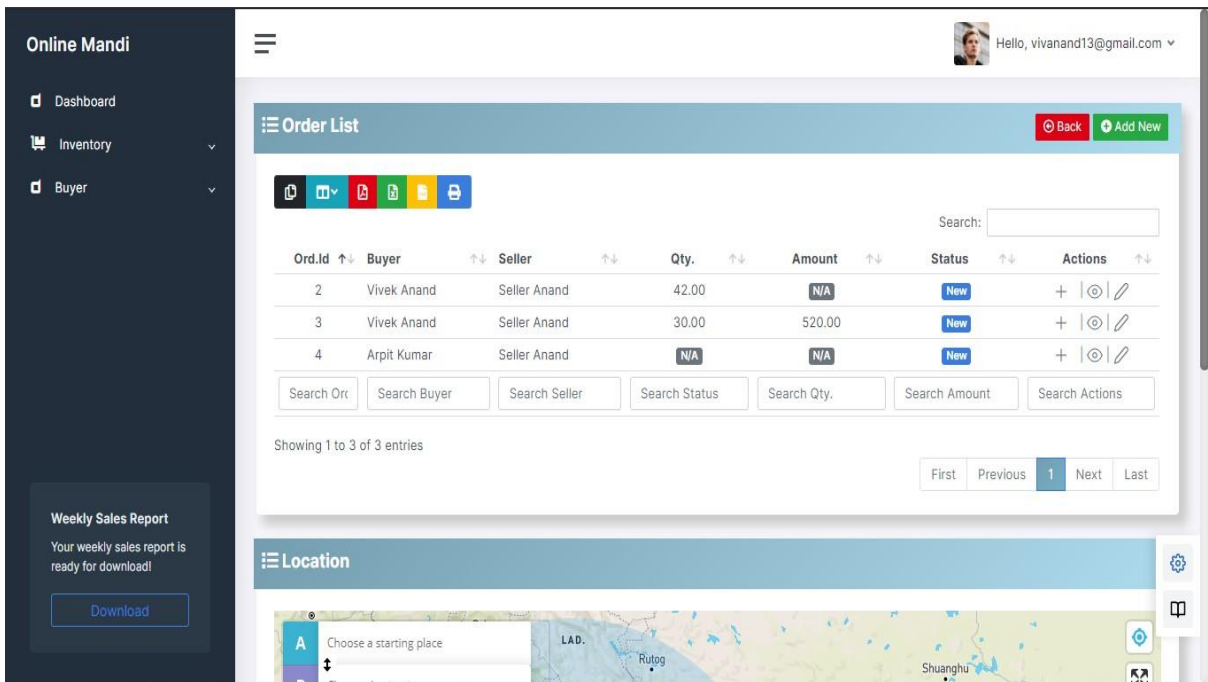 Online Mandi
Hello, vivanand13@gmail.com
Dashboard
Inventory
Buyer
Order List
Back
Add New
Search:
Ord.Id Buyer Seller Qty. Amount Status Actions
2 Vivek Anand Seller Anand 42.00 N/A New
3 Vivek Anand Seller Anand 30.00 520.00 New
4 Arpit Kumar Seller Anand N/A N/A New
Search Orc Search Buyer Search Seller Search Status Search Qty. Search Amount Search Actions
Showing 1 to 3 of 3 entries
First Previous 1 Next Last
Weekly Sales Report
Your weekly sales report is
ready for download!
Download
Location
A Choose a starting place
LAD.
Rutog
Shuanghu